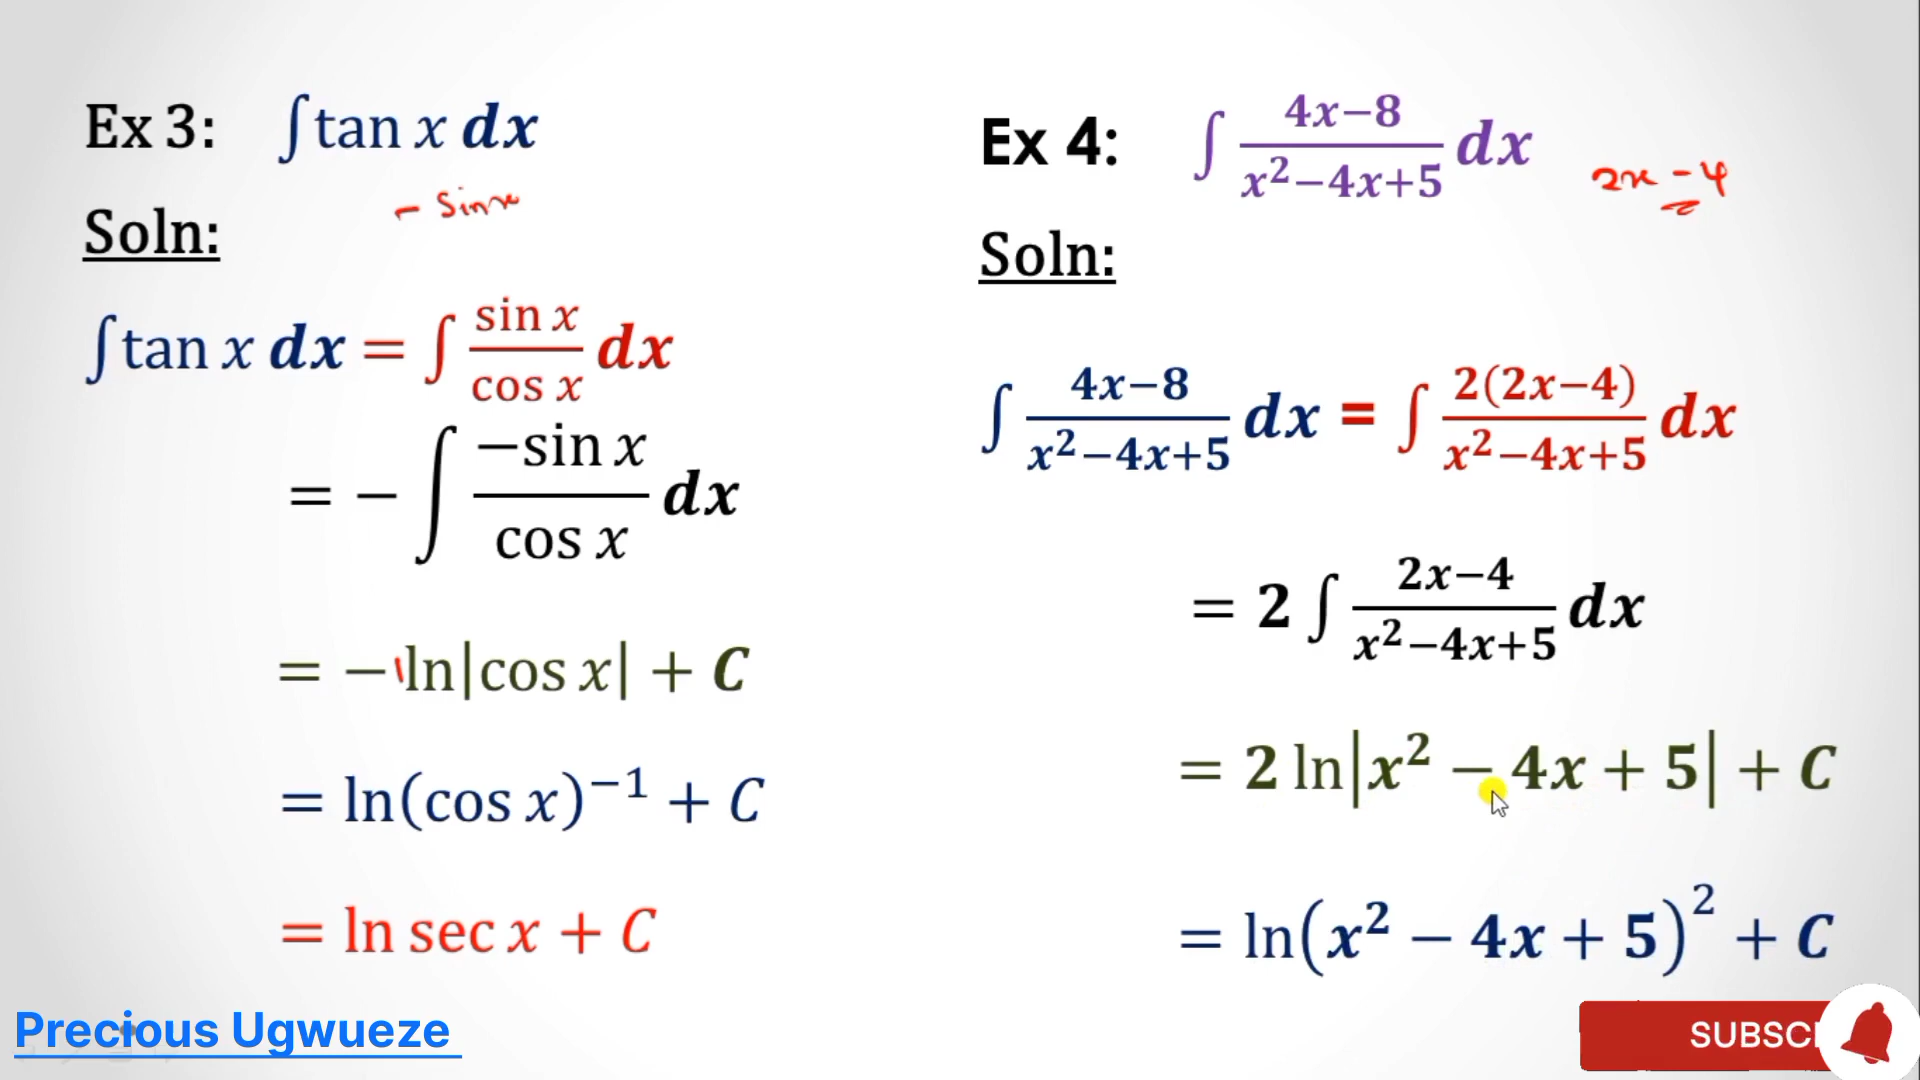 Ex 3: ∫tan x dx
− sinx
Soln:
∫tan x dx = ∫ sin x/cos x dx
= − ∫ −sin x/cos x dx
= −1ln|cos x| + C
= ln(cos x)⁻¹ + C
= ln sec x + C
Ex 4: ∫ 4x−8/x²−4x+5 dx
2x − 4
Soln:
∫ 4x−8/x²−4x+5 dx = ∫ 2(2x−4)/x²−4x+5 dx
= 2 ∫ 2x−4/x²−4x+5 dx
= 2 ln|x² − 4x + 5| + C
= ln(x² − 4x + 5)² + C
Precious Ugwueze
SUBSC